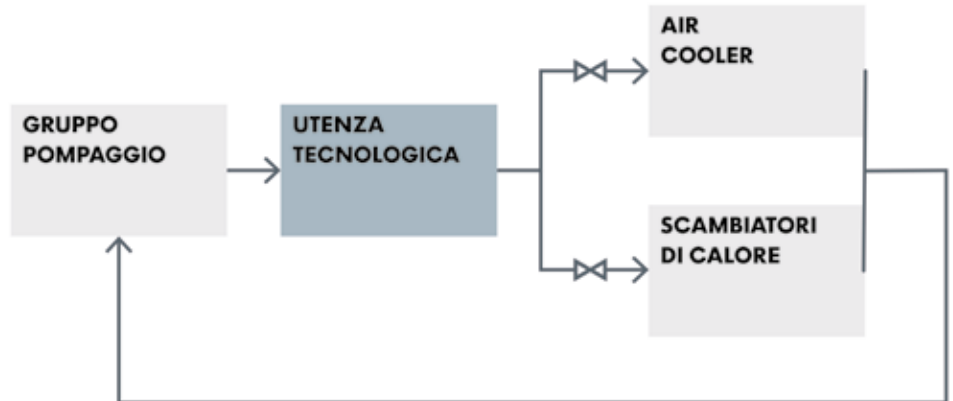 GRUPPO
POMPAGGIO
UTENZA
TECNOLOGICA
AIR
COOLER
SCAMBIATORI
DI CALORE